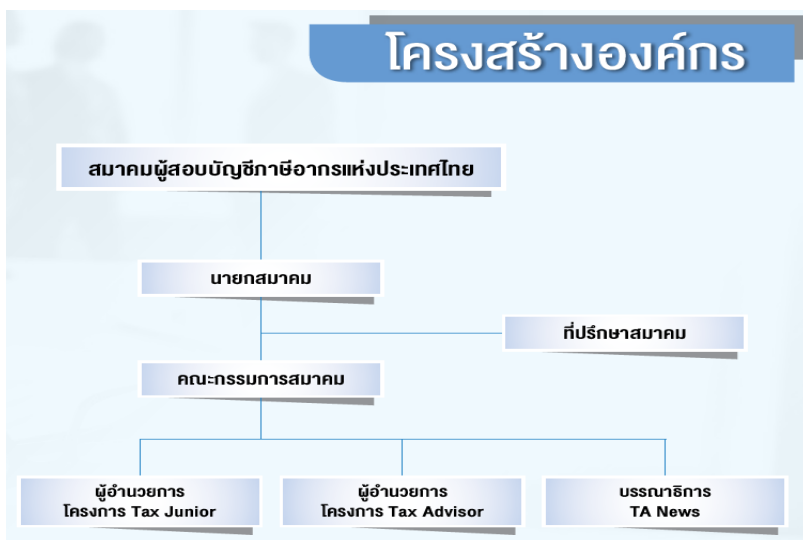 โครงสร้างองค์กร
สมาคมผู้สอบบัญชีภาษีอากรแห่งประเทศไทย
นายกสมาคม
ที่ปรึกษาสมาคม
คณะกรรมการสมาคม
ผู้อำนวยการ
โครงการ Tax Junior
ผู้อำนวยการ
โครงการ Tax Advisor
บรรณาธิการ
TA News